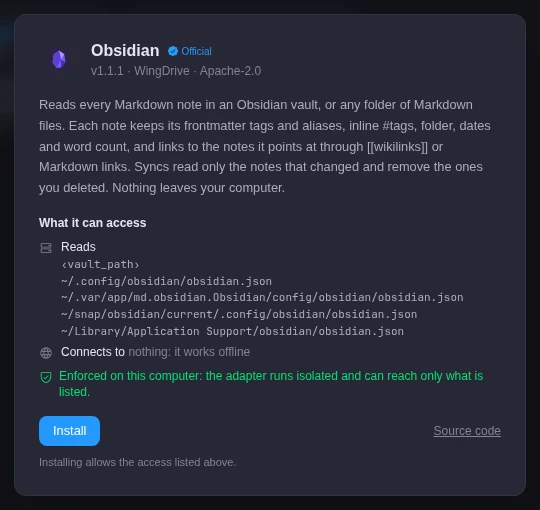 Obsidian Official
v1.1.1 · WingDrive · Apache-2.0
Reads every Markdown note in an Obsidian vault, or any folder of Markdown
files. Each note keeps its frontmatter tags and aliases, inline #tags, folder, dates
and word count, and links to the notes it points at through [[wikilinks]] or
Markdown links. Syncs read only the notes that changed and remove the ones
you deleted. Nothing leaves your computer.
What it can access
Reads
‹vault_path›
~/.config/obsidian/obsidian.json
~/.var/app/md.obsidian.Obsidian/config/obsidian/obsidian.json
~/snap/obsidian/current/.config/obsidian/obsidian.json
~/Library/Application Support/obsidian/obsidian.json
Connects to nothing: it works offline
Enforced on this computer: the adapter runs isolated and can reach only what is
listed.
Install Source code
Installing allows the access listed above.